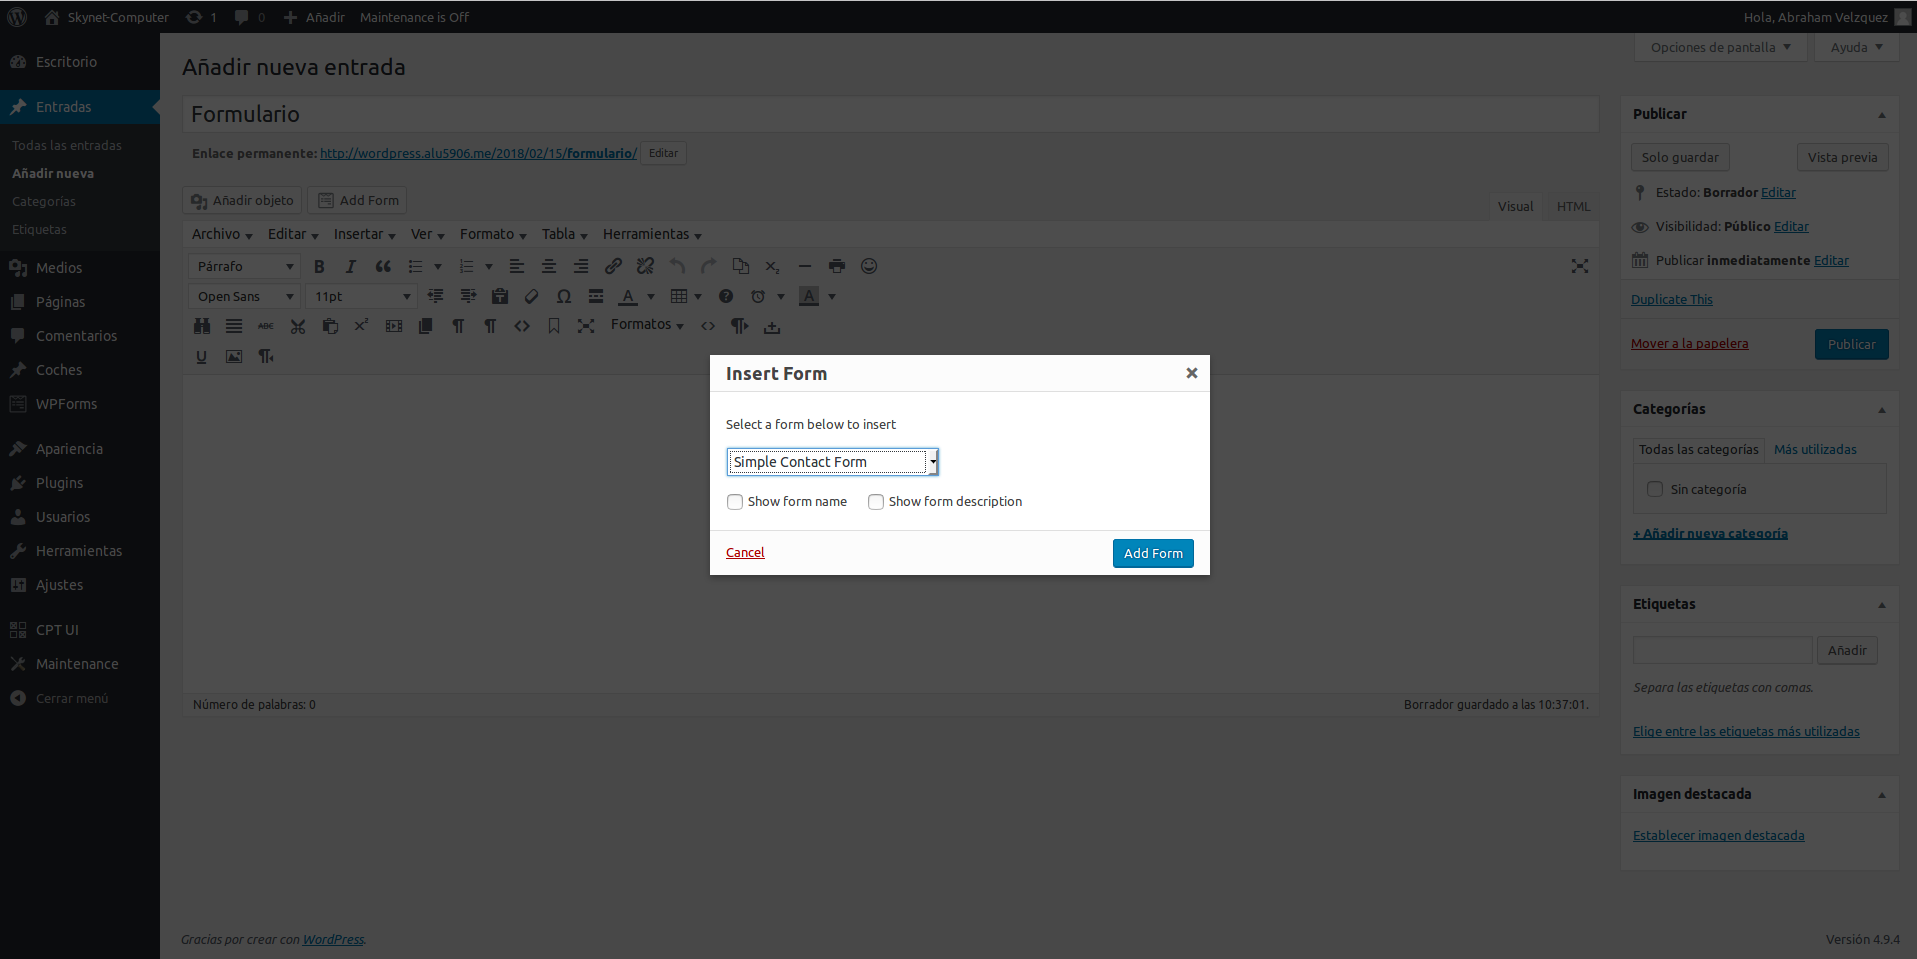 Skynet-Computer 1 0 Añadir Maintenance is Off Hola, Abraham Velzquez
Escritorio
Entradas
Todas las entradas
Añadir nueva
Categorías
Etiquetas
Medios
Páginas
Comentarios
Coches
WPForms
Apariencia
Plugins
Usuarios
Herramientas
Ajustes
CPT UI
Maintenance
Cerrar menú
Opciones de pantalla Ayuda
Añadir nueva entrada
Formulario
Enlace permanente: http://wordpress.alu5906.me/2018/02/15/formulario/ Editar
Añadir objeto Add Form
Visual HTML
Archivo Editar Insertar Ver Formato Tabla Herramientas
Párrafo B I
Open Sans 11pt A A
ABC Formatos
U
Insert Form
Select a form below to insert
Simple Contact Form
Show form name Show form description
Cancel Add Form
Número de palabras: 0 Borrador guardado a las 10:37:01.
Publicar
Solo guardar Vista previa
Estado: Borrador Editar
Visibilidad: Público Editar
Publicar inmediatamente Editar
Duplicate This
Mover a la papelera Publicar
Categorías
Todas las categorías Más utilizadas
Sin categoría
+ Añadir nueva categoría
Etiquetas
Añadir
Separa las etiquetas con comas.
Elige entre las etiquetas más utilizadas
Imagen destacada
Establecer imagen destacada
Gracias por crear con WordPress. Versión 4.9.4